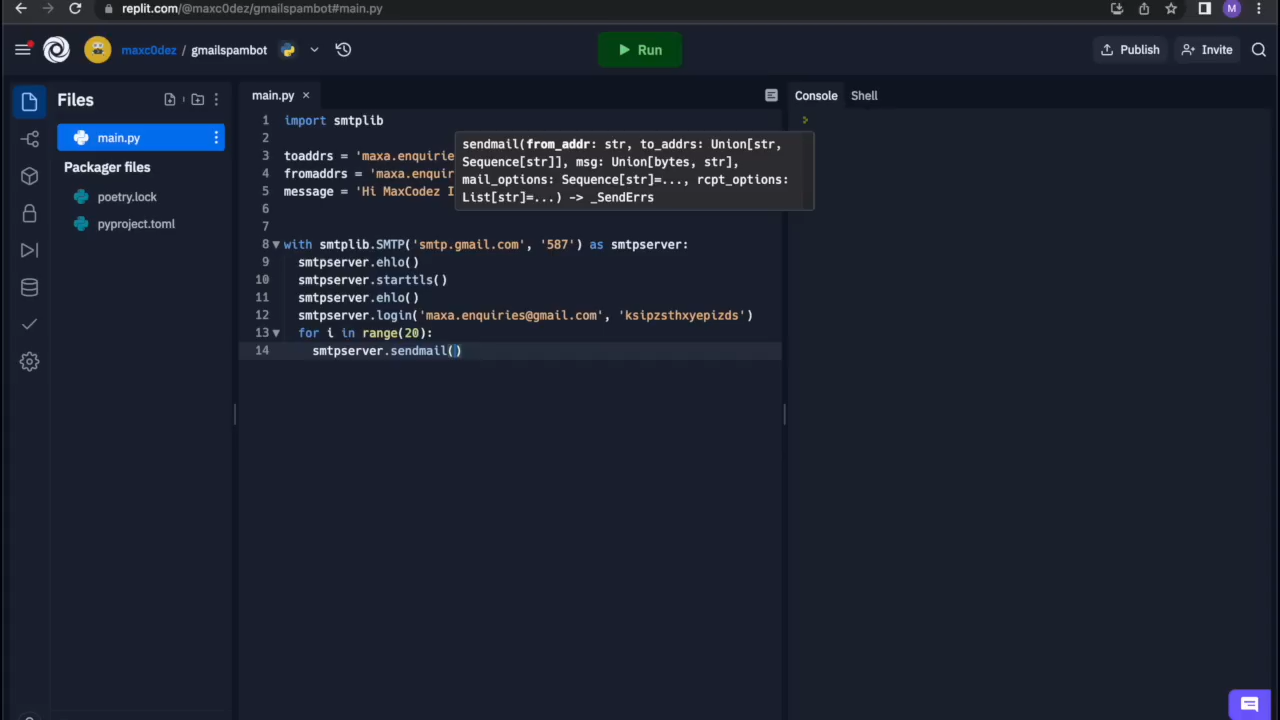 replit.com/@maxc0dez/gmailspambot#main.py
M
maxc0dez / gmailspambot
Run
Publish
Invite
Files
main.py
Packager files
poetry.lock
pyproject.toml
main.py ×
Console
Shell
1 import smtplib
2
3 toaddrs = 'maxa.enquirie
4 fromaddrs = 'maxa.enquir
5 message = 'Hi MaxCodez I
6
7
8 with smtplib.SMTP('smtp.gmail.com', '587') as smtpserver:
9 smtpserver.ehlo()
10 smtpserver.starttls()
11 smtpserver.ehlo()
12 smtpserver.login('maxa.enquiries@gmail.com', 'ksipzsthxyepizds')
13 for i in range(20):
14 smtpserver.sendmail()
sendmail(from_addr: str, to_addrs: Union[str,
Sequence[str]], msg: Union[bytes, str],
mail_options: Sequence[str]=..., rcpt_options:
List[str]=...) -> _SendErrs
>